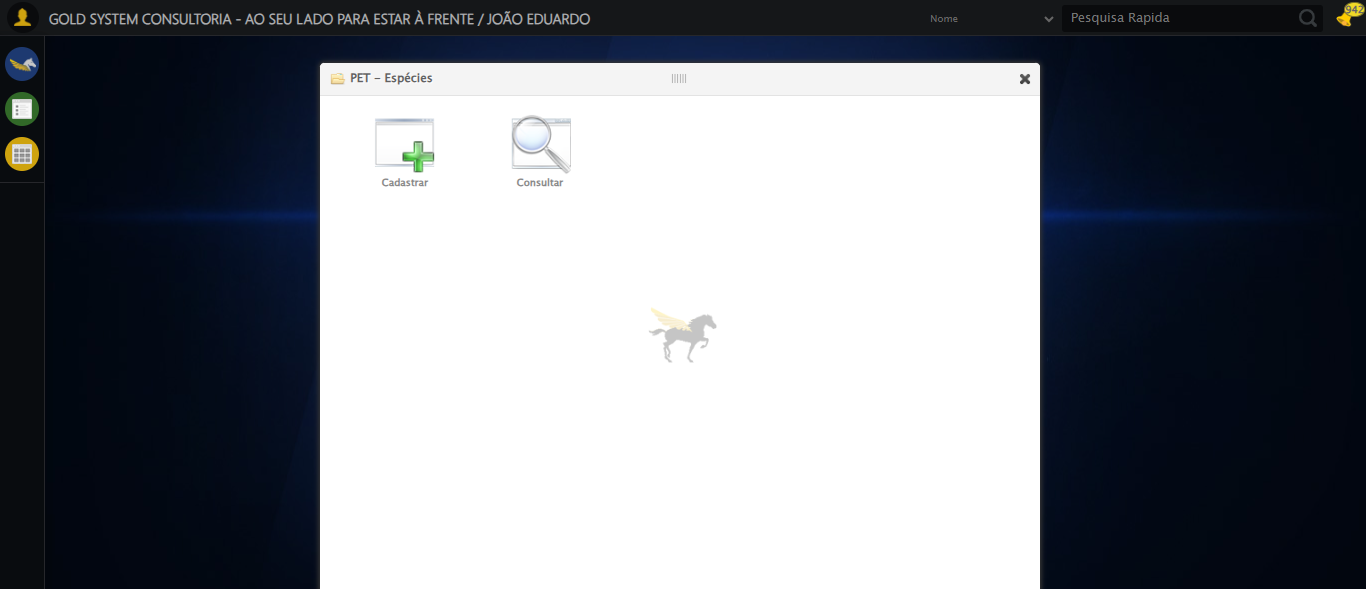 GOLD SYSTEM CONSULTORIA - AO SEU LADO PARA ESTAR À FRENTE / JOÃO EDUARDO
Nome
Pesquisa Rapida
942
PET - Espécies
Cadastrar
Consultar